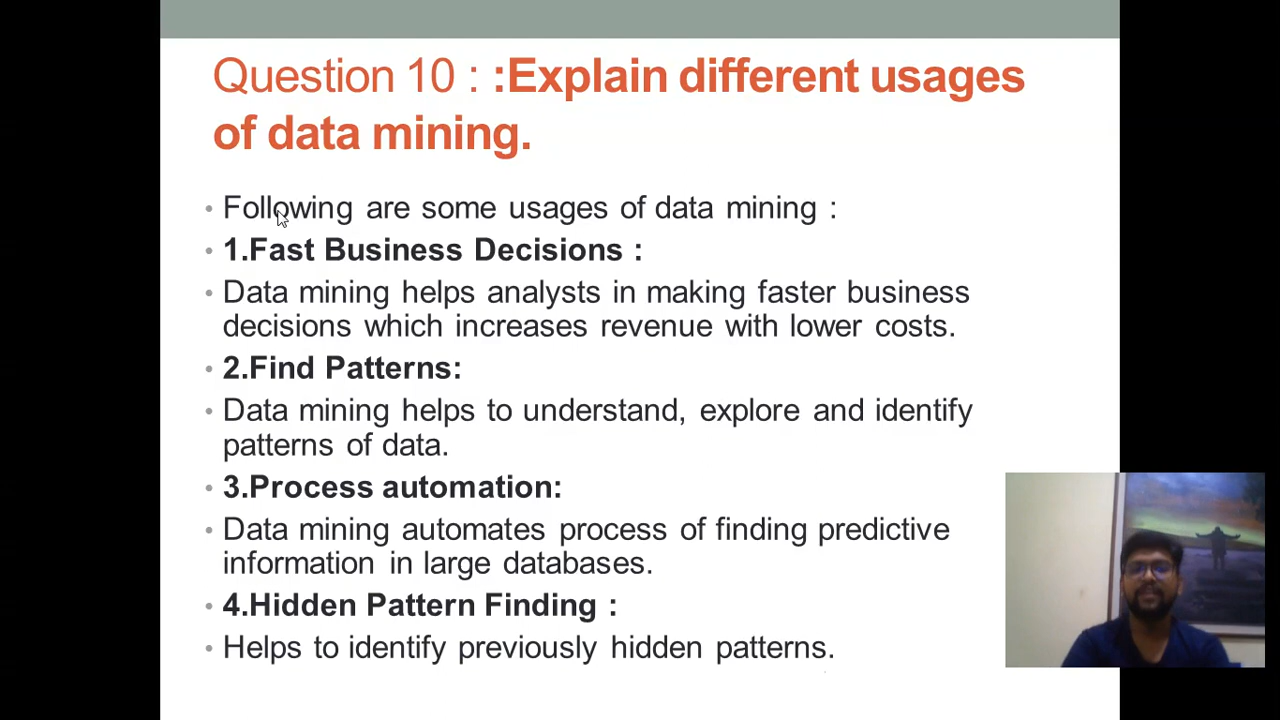 Question 10 : :Explain different usages
of data mining.
• Following are some usages of data mining :
• 1.Fast Business Decisions :
• Data mining helps analysts in making faster business
decisions which increases revenue with lower costs.
• 2.Find Patterns:
• Data mining helps to understand, explore and identify
patterns of data.
• 3.Process automation:
• Data mining automates process of finding predictive
information in large databases.
• 4.Hidden Pattern Finding :
• Helps to identify previously hidden patterns.